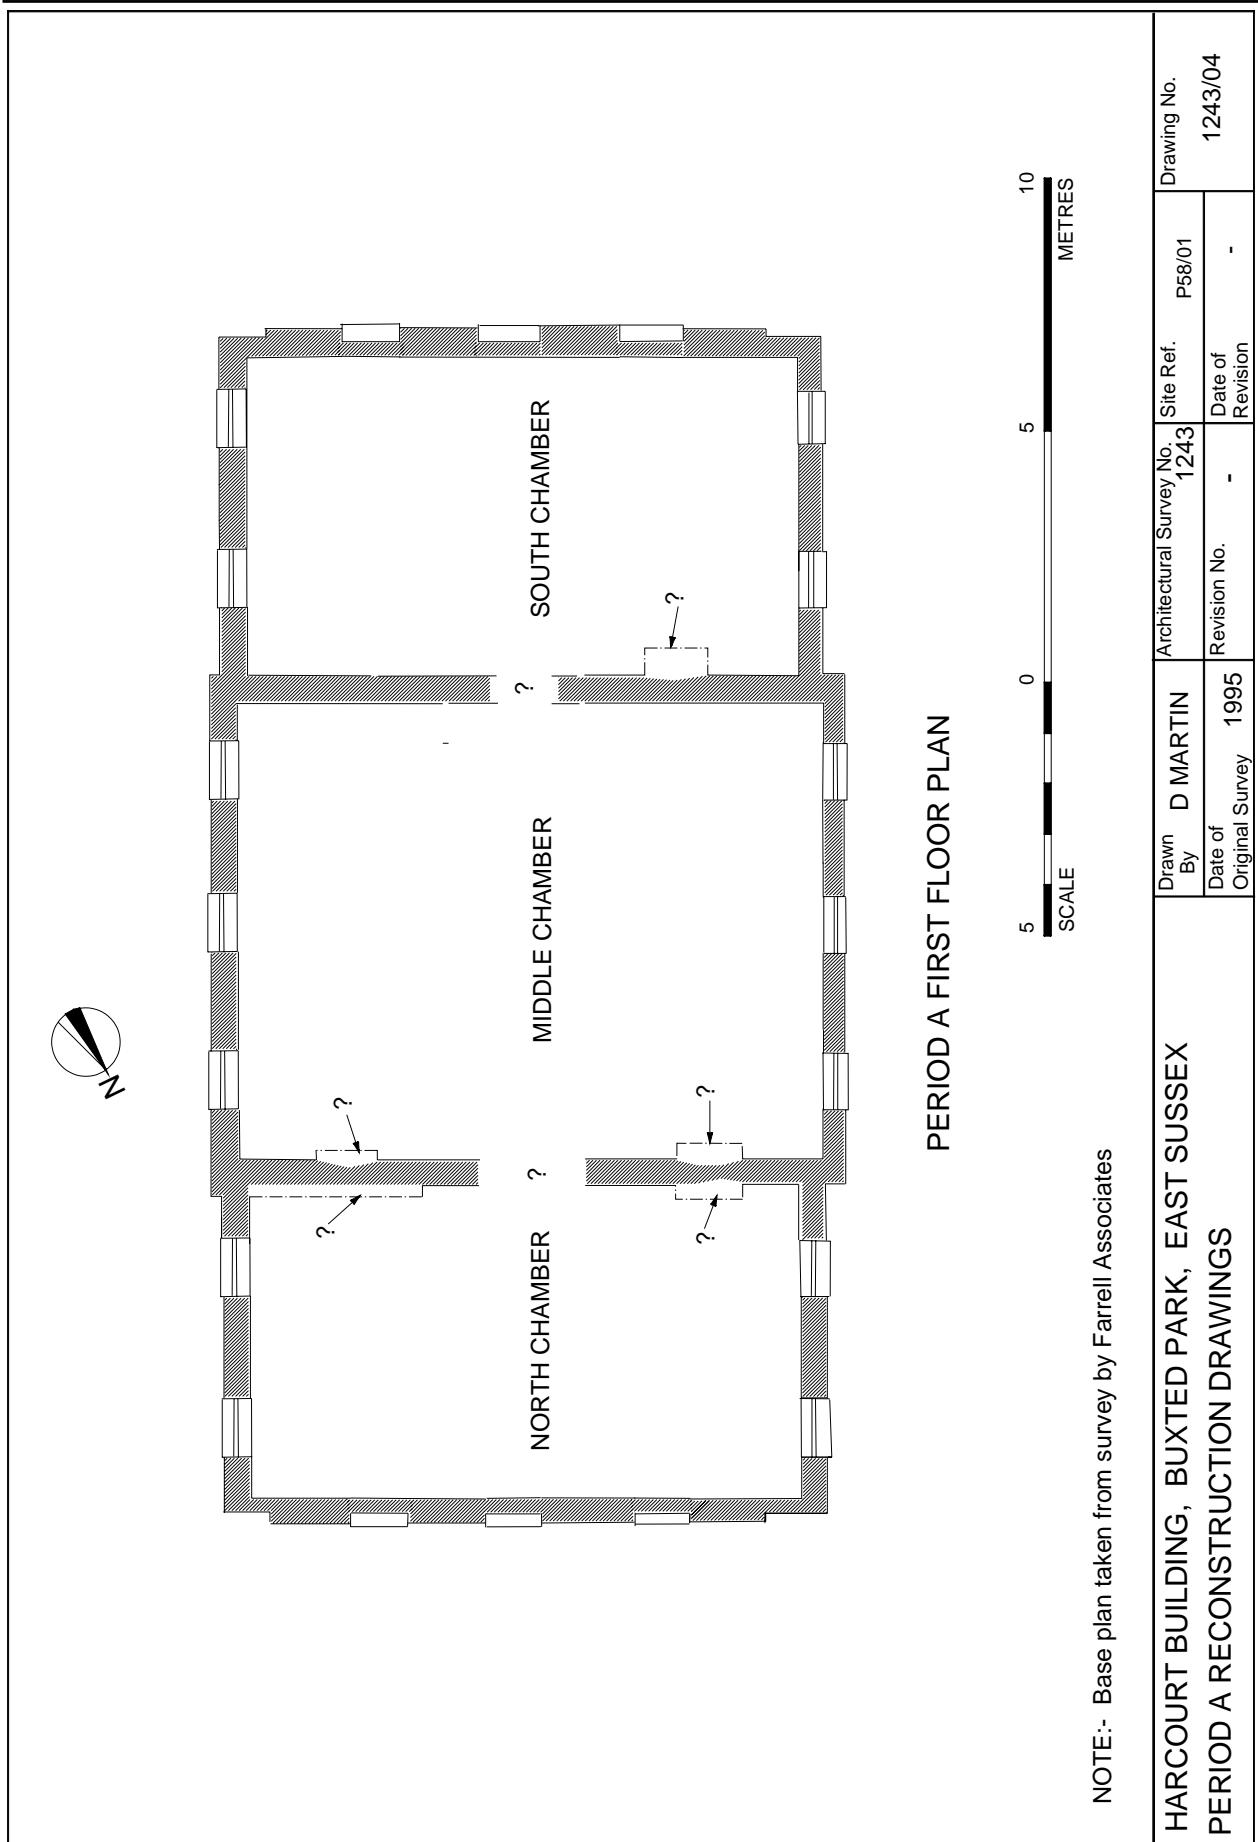 N
NORTH CHAMBER
MIDDLE CHAMBER
SOUTH CHAMBER
?
?
?
?
?
?
?
PERIOD A FIRST FLOOR PLAN
5
0
5
10
SCALE
METRES
NOTE:- Base plan taken from survey by Farrell Associates
HARCOURT BUILDING, BUXTED PARK, EAST SUSSEX
PERIOD A RECONSTRUCTION DRAWINGS
Drawn
By
D MARTIN
Date of
Original Survey
1995
Architectural Survey No.
1243
Revision No.
-
Site Ref.
P58/01
Date of
Revision
-
Drawing No.
1243/04